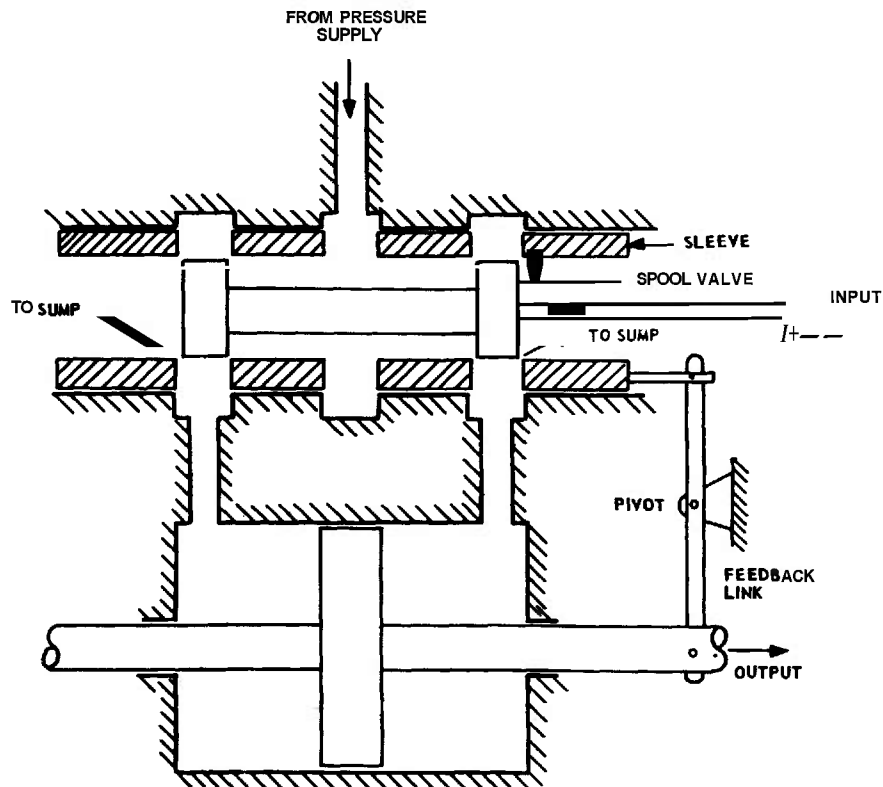 FROM PRESSURE
SUPPLY
SLEEVE
SPOOL VALVE
INPUT
TO SUMP
TO SUMP
I+——
PIVOT
FEEDBACK
LINK
OUTPUT